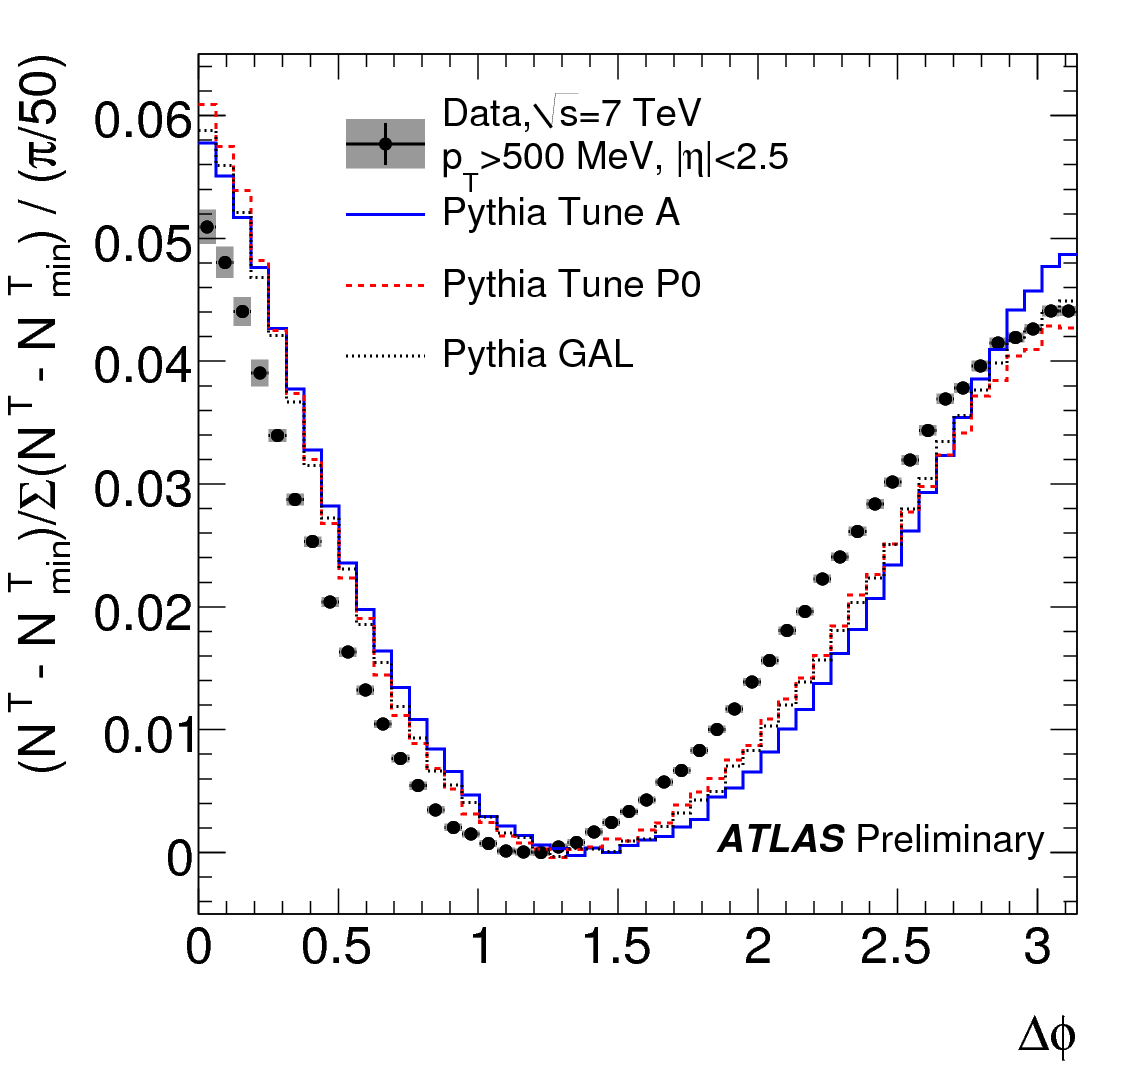 (N^T - N^T_min)/Σ(N^T - N^T_min) / (π/50)
0.06
0.05
0.04
0.03
0.02
0.01
0
Data,√s=7 TeV
p_T>500 MeV, |η|<2.5
Pythia Tune A
Pythia Tune P0
Pythia GAL
ATLAS Preliminary
0 0.5 1 1.5 2 2.5 3
Δϕ